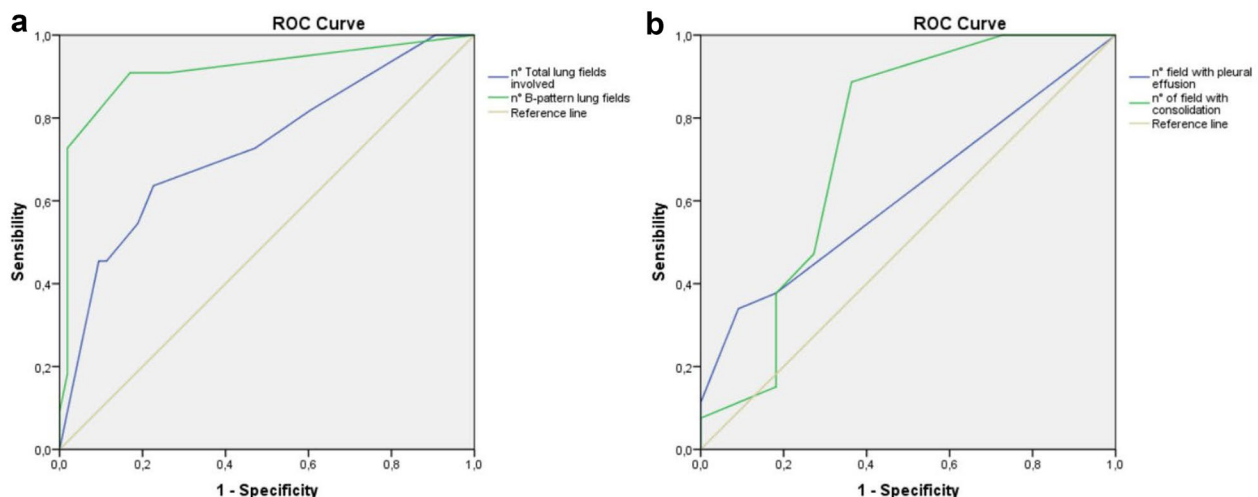 a
ROC Curve
1,0
0,8
0,6
0,4
0,2
0,0
Sensibility
0,0 0,2 0,4 0,6 0,8 1,0
1 - Specificity
n° Total lung fields
involved
n° B-pattern lung fields
Reference line
b
ROC Curve
1,0
0,8
0,6
0,4
0,2
0,0
Sensibility
0,0 0,2 0,4 0,6 0,8 1,0
1 - Specificity
n° field with pleural
effusion
n° of field with
consolidation
Reference line